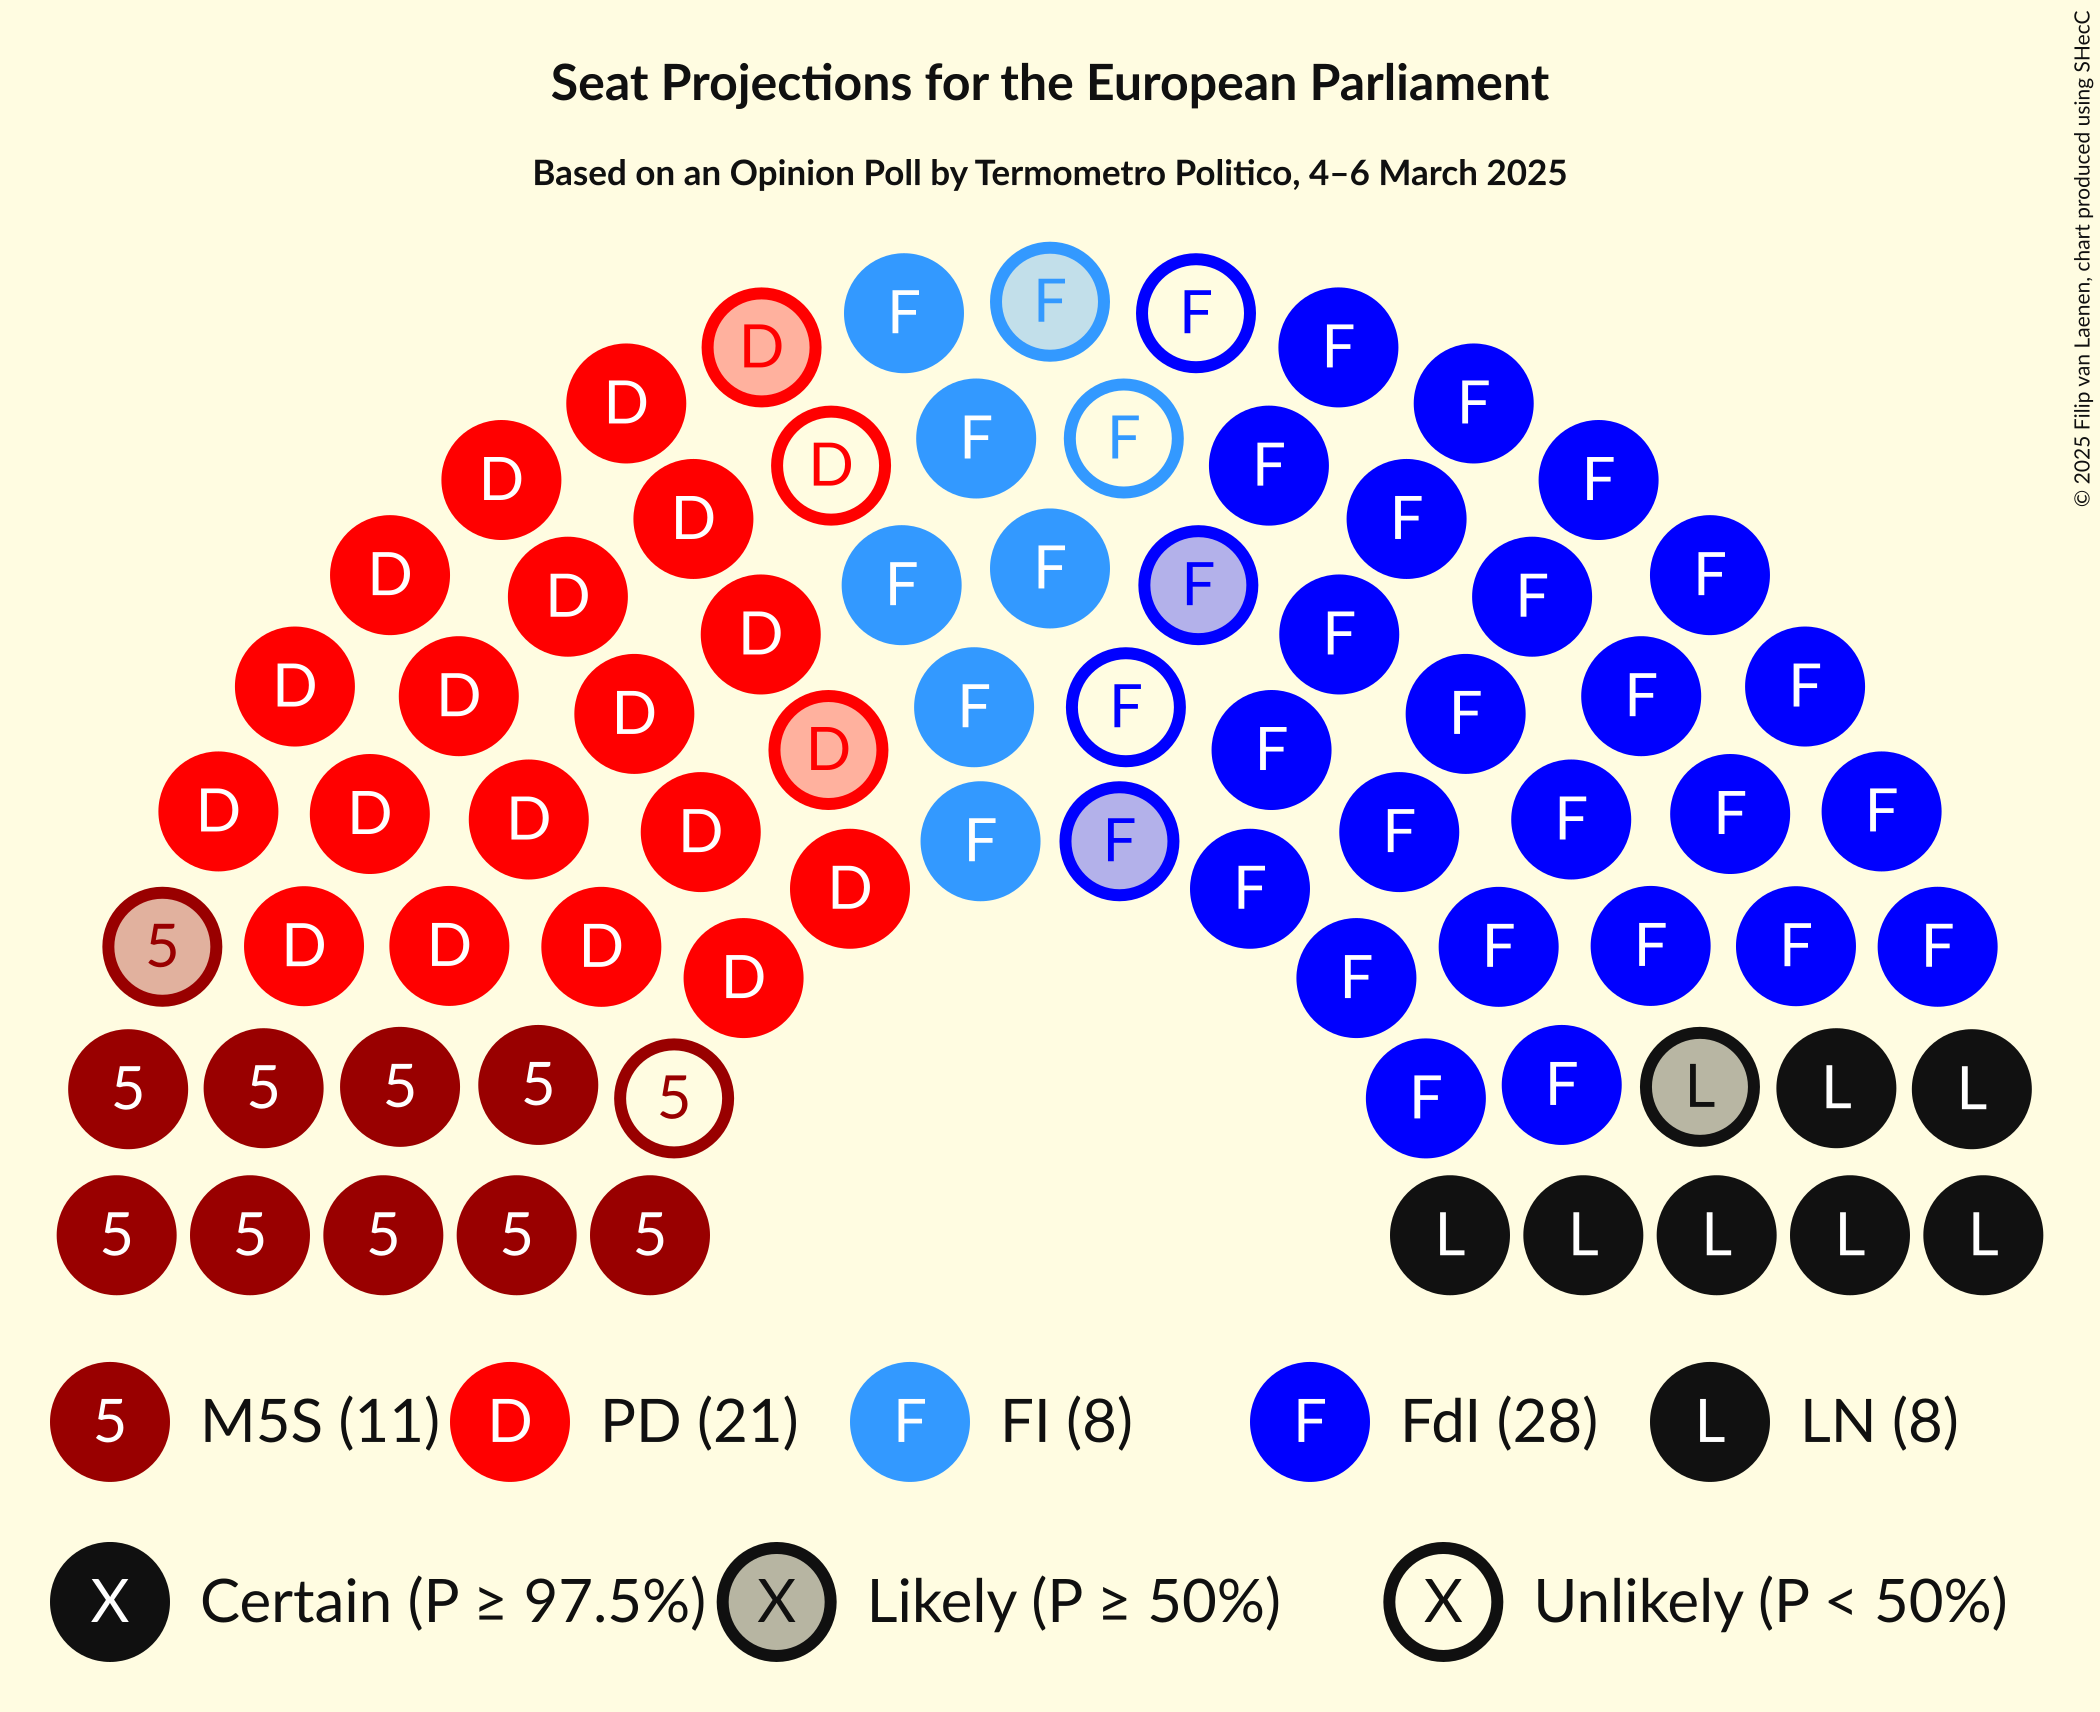 Seat Projections for the European Parliament
Based on an Opinion Poll by Termometro Politico, 4–6 March 2025
© 2025 Filip van Laenen, chart produced using SHecC
F
D F F F
D F
F F
D D F F
D F
D D F F
D F F F F F
D D F F
D F
D D F F
D D F F
D F F F
D D D F F F
D F F
D D F F
5 D D D F F F F
D F
5 5 5 5 5 F F L L L
5 5 5 5 5 L L L L L
5 M5S (11) D PD (21) F FI (8) F FdI (28) L LN (8)
X Certain (P ≥ 97.5%) X Likely (P ≥ 50%) X Unlikely (P < 50%)